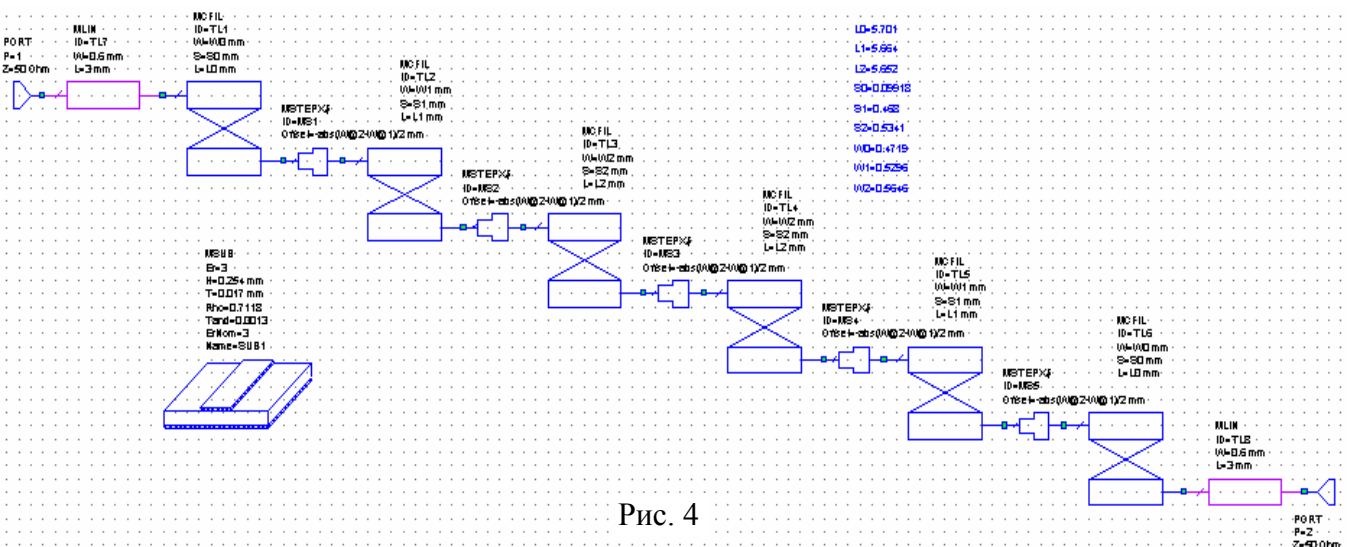 PORT
P=1
Z=50 Ohm
MLIN
ID=TL7
W=0.6 mm
L=3 mm
MCFIL
ID=TL1
W=W0 mm
S=S0 mm
L=L0 mm
MSTEPX$
ID=MS1
Offset=-abs(W@2-W@1)/2 mm
MCFIL
ID=TL2
W=W1 mm
S=S1 mm
L=L1 mm
MSTEPX$
ID=MS2
Offset=-abs(W@2-W@1)/2 mm
MCFIL
ID=TL3
W=W2 mm
S=S2 mm
L=L2 mm
MSTEPX$
ID=MS3
Offset=-abs(W@2-W@1)/2 mm
MCFIL
ID=TL4
W=W2 mm
S=S2 mm
L=L2 mm
MSTEPX$
ID=MS4
Offset=-abs(W@2-W@1)/2 mm
MCFIL
ID=TL5
W=W1 mm
S=S1 mm
L=L1 mm
MSTEPX$
ID=MS5
Offset=-abs(W@2-W@1)/2 mm
MCFIL
ID=TL6
W=W0 mm
S=S0 mm
L=L0 mm
MLIN
ID=TL8
W=0.6 mm
L=3 mm
PORT
P=2
Z=50 Ohm
L0=5.701
L1=5.664
L2=5.652
S0=0.09918
S1=0.468
S2=0.5341
W0=0.4719
W1=0.5296
W2=0.5646
MSUB
Er=3
H=0.254 mm
T=0.017 mm
Rho=0.7118
Tand=0.0013
ErNom=3
Name=SUB1
Рис. 4